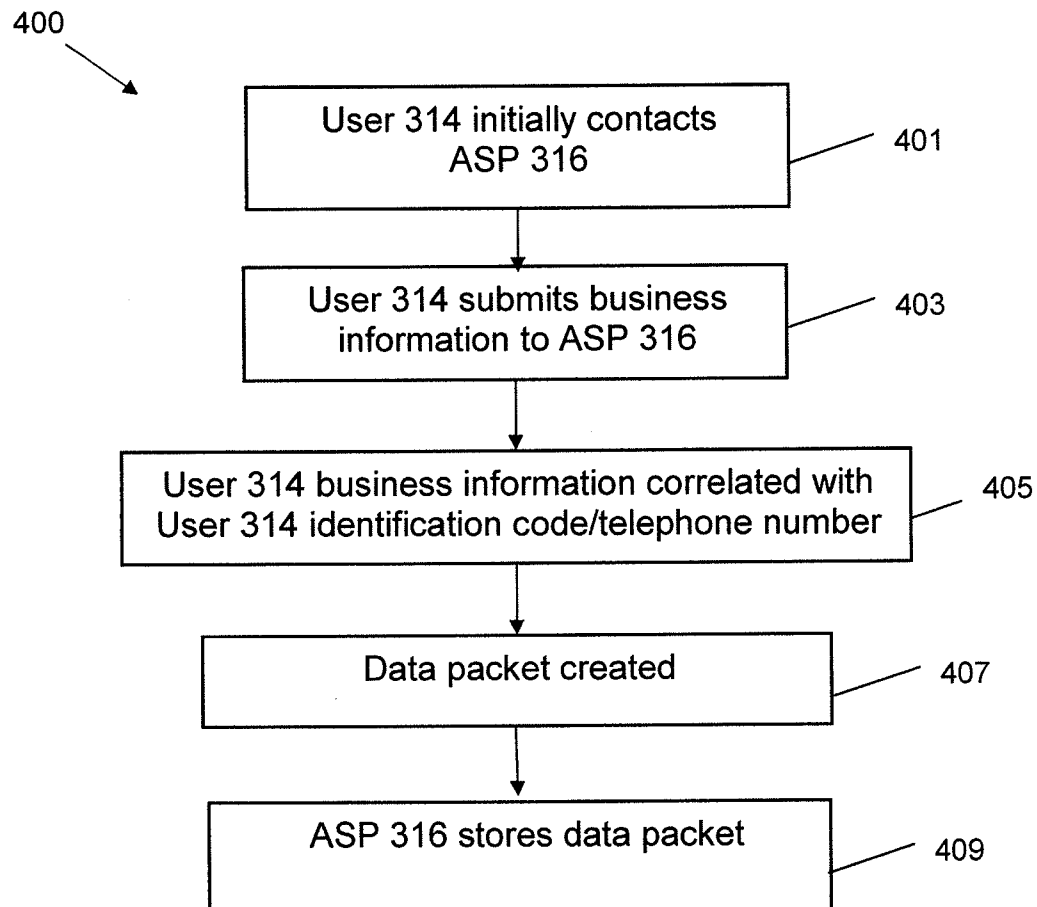 400
User 314 initially contacts
ASP 316
401
User 314 submits business
information to ASP 316
403
User 314 business information correlated with
User 314 identification code/telephone number
405
Data packet created
407
ASP 316 stores data packet
409